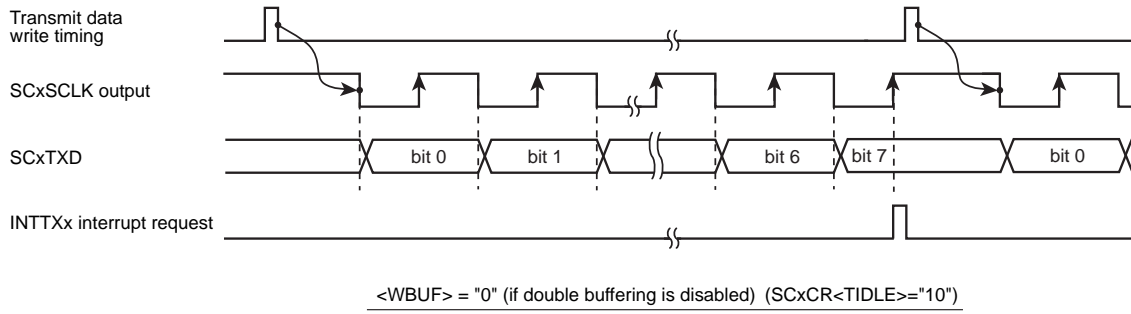 Transmit data
write timing
SCxSCLK output
SCxTXD
bit 0
bit 1
bit 6
bit 7
bit 0
INTTXx interrupt request
<WBUF> = "0" (if double buffering is disabled) (SCxCR<TIDLE>="10")